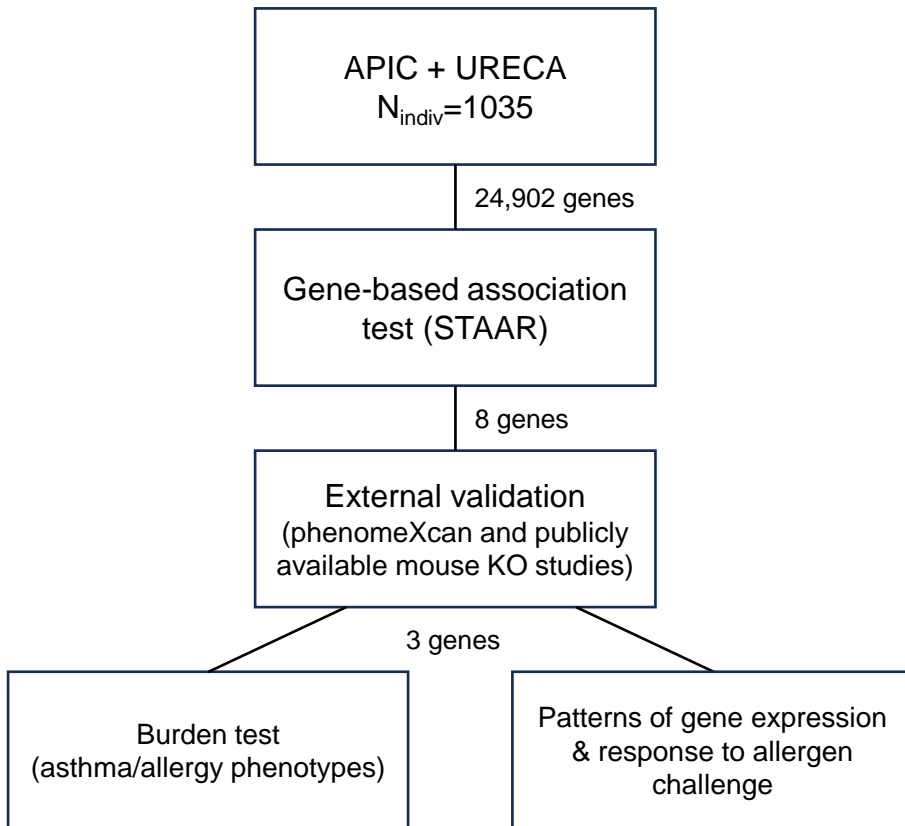 APIC + URECA
Nindiv=1035
24,902 genes
Gene-based association
test (STAAR)
8 genes
External validation
(phenomeXcan and publicly
available mouse KO studies)
3 genes
Burden test
(asthma/allergy phenotypes)
Patterns of gene expression
& response to allergen
challenge